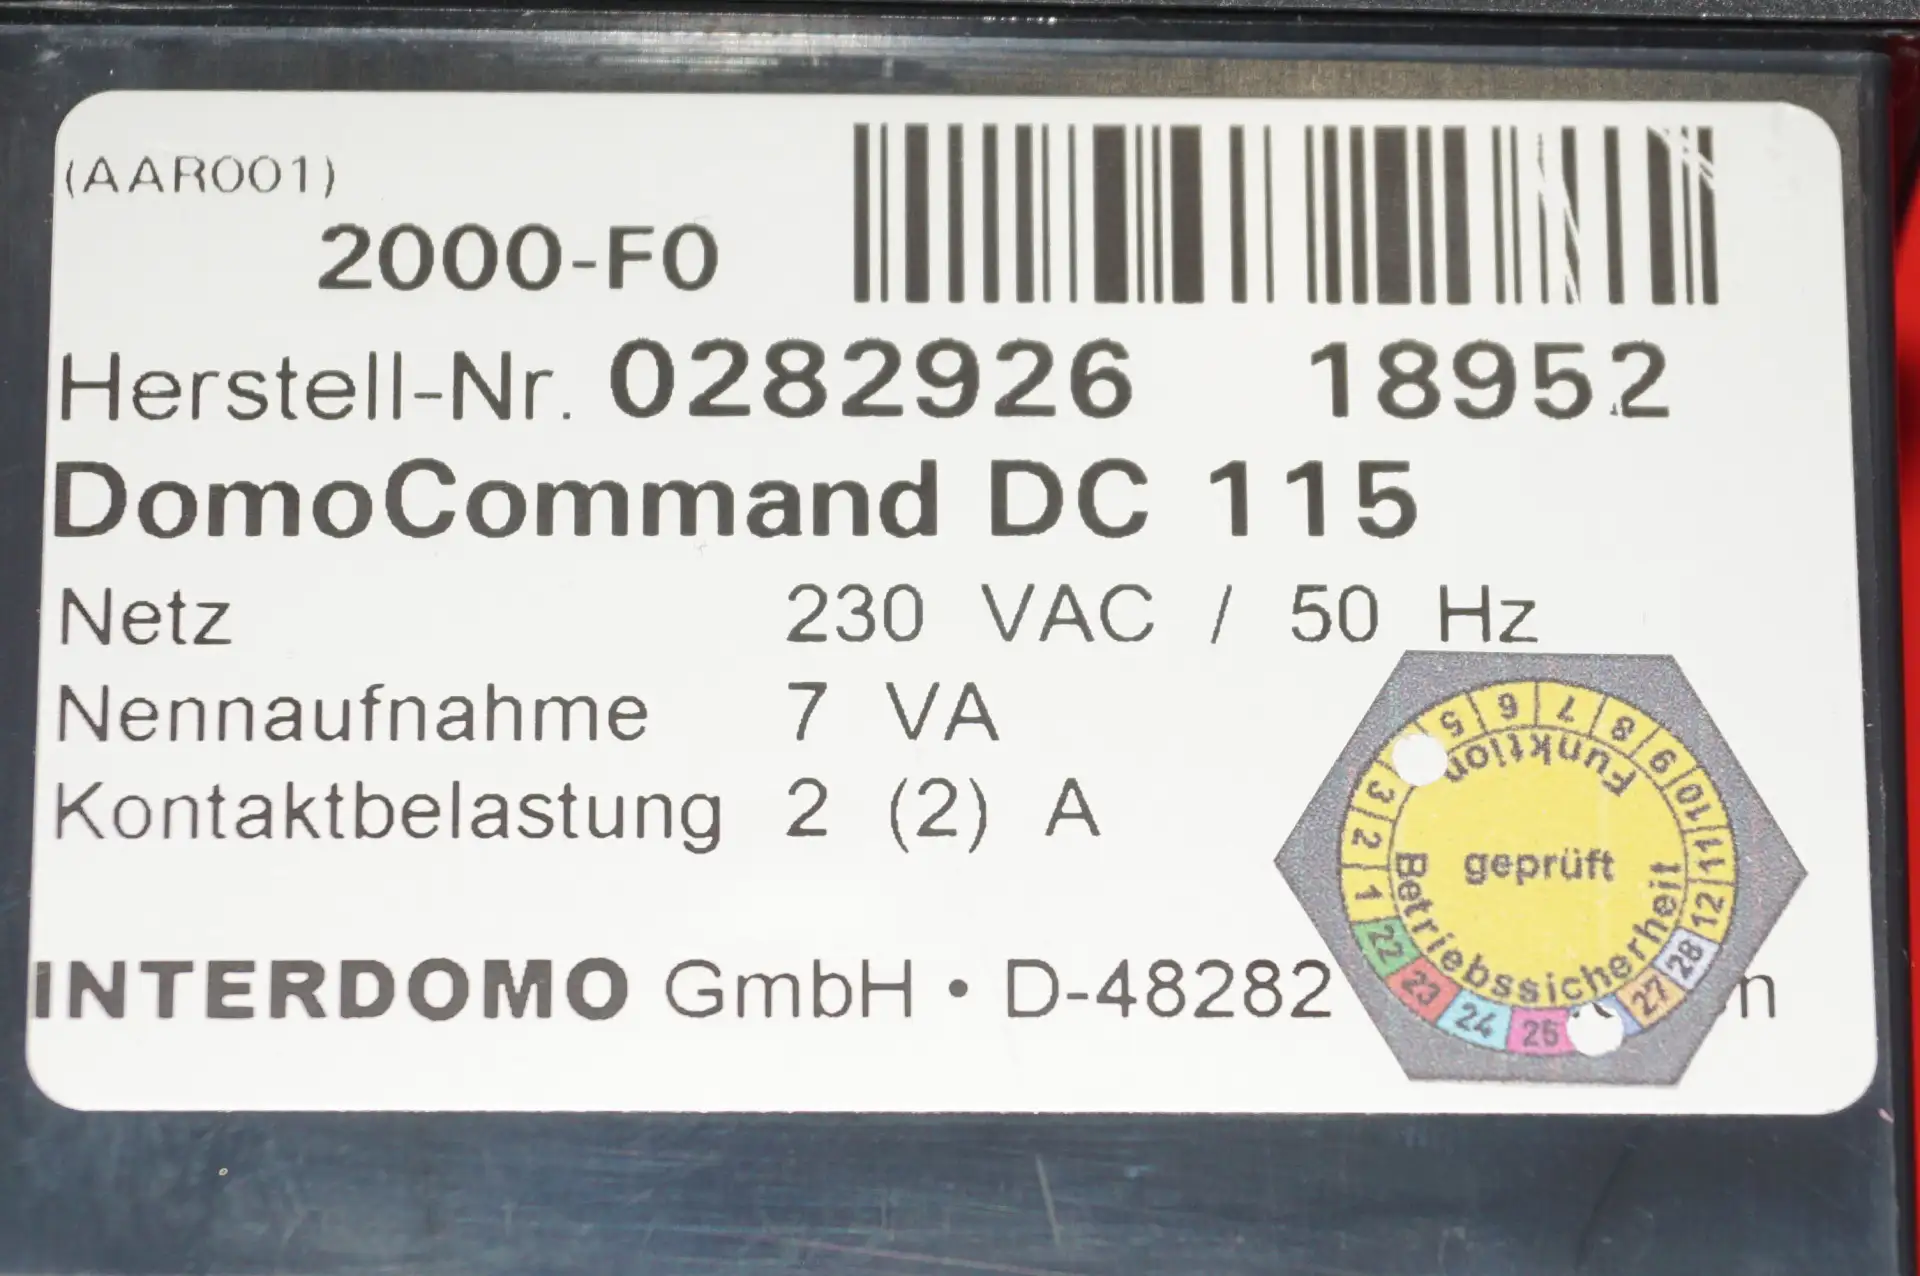 (AAR001)
2000-F0
Herstell-Nr. 0282926 18952
DomoCommand DC 115
Netz 230 VAC / 50 Hz
Nennaufnahme 7 VA
Kontaktbelastung 2 (2) A
INTERDOMO GmbH • D-48282
1 2 3 5 6 7 8 9 10 11 12
Funktion
geprüft
Betriebssicherheit
22 23 24 25 27 28